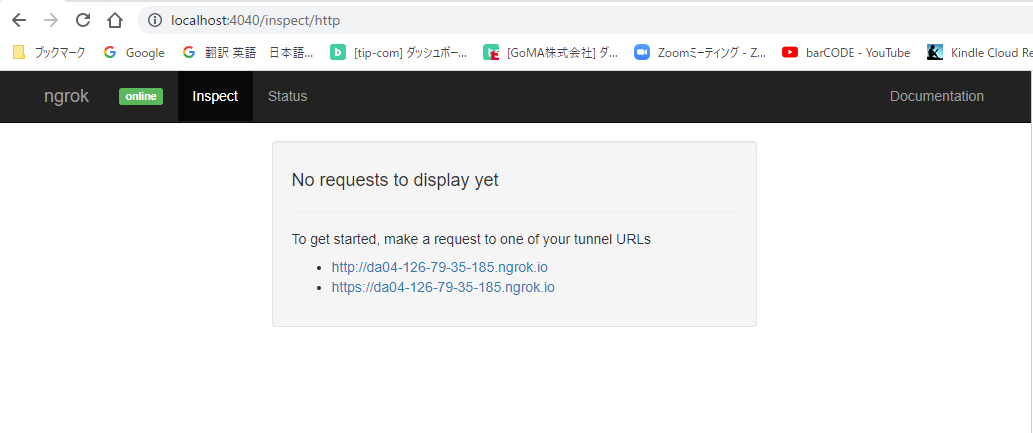 localhost:4040/inspect/http
ブックマーク Google 翻訳 英語 日本語... [tip-com] ダッシュボー... [GoMA株式会社] ダ... Zoomミーティング - Z... barCODE - YouTube Kindle Cloud Re
ngrok online Inspect Status Documentation
No requests to display yet
To get started, make a request to one of your tunnel URLs
http://da04-126-79-35-185.ngrok.io
https://da04-126-79-35-185.ngrok.io